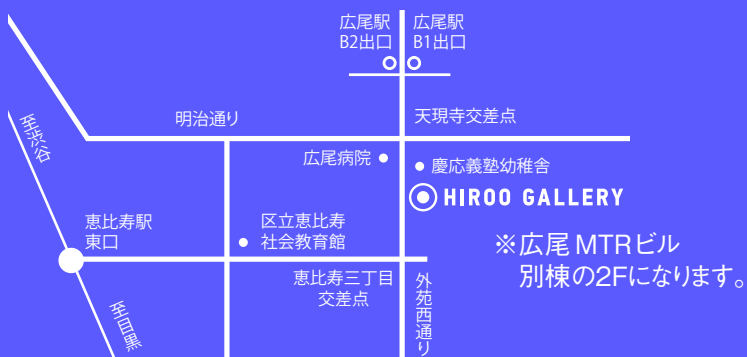 広尾駅
B2出口
広尾駅
B1出口
明治通り
天現寺交差点
至渋谷
広尾病院
慶応義塾幼稚舎
HIROO GALLERY
恵比寿駅
東口
区立恵比寿
社会教育館
※広尾 MTRビル
別棟の2Fになります。
恵比寿三丁目
交差点
外苑西通り
至目黒